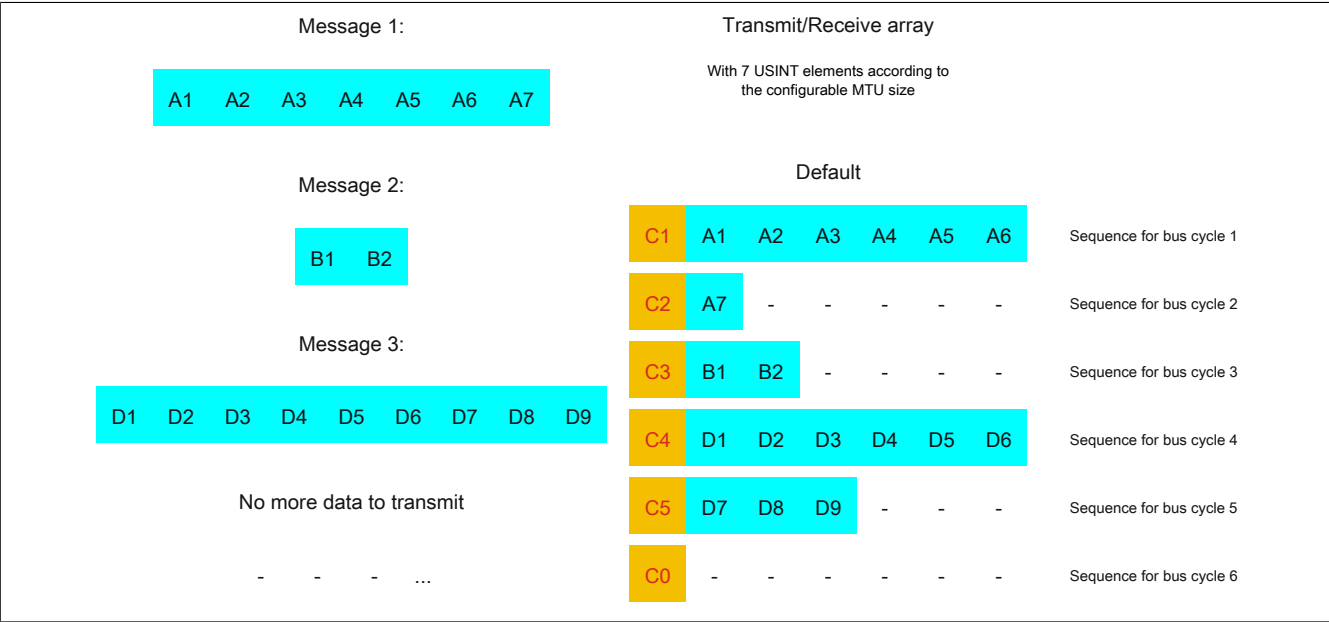 Message 1:
A1 A2 A3 A4 A5 A6 A7
Message 2:
B1 B2
Message 3:
D1 D2 D3 D4 D5 D6 D7 D8 D9
No more data to transmit
- - - ...
Transmit/Receive array
With 7 USINT elements according to
the configurable MTU size
Default
C1 A1 A2 A3 A4 A5 A6 Sequence for bus cycle 1
C2 A7 - - - - - Sequence for bus cycle 2
C3 B1 B2 - - - - Sequence for bus cycle 3
C4 D1 D2 D3 D4 D5 D6 Sequence for bus cycle 4
C5 D7 D8 D9 - - - Sequence for bus cycle 5
C0 - - - - - - Sequence for bus cycle 6